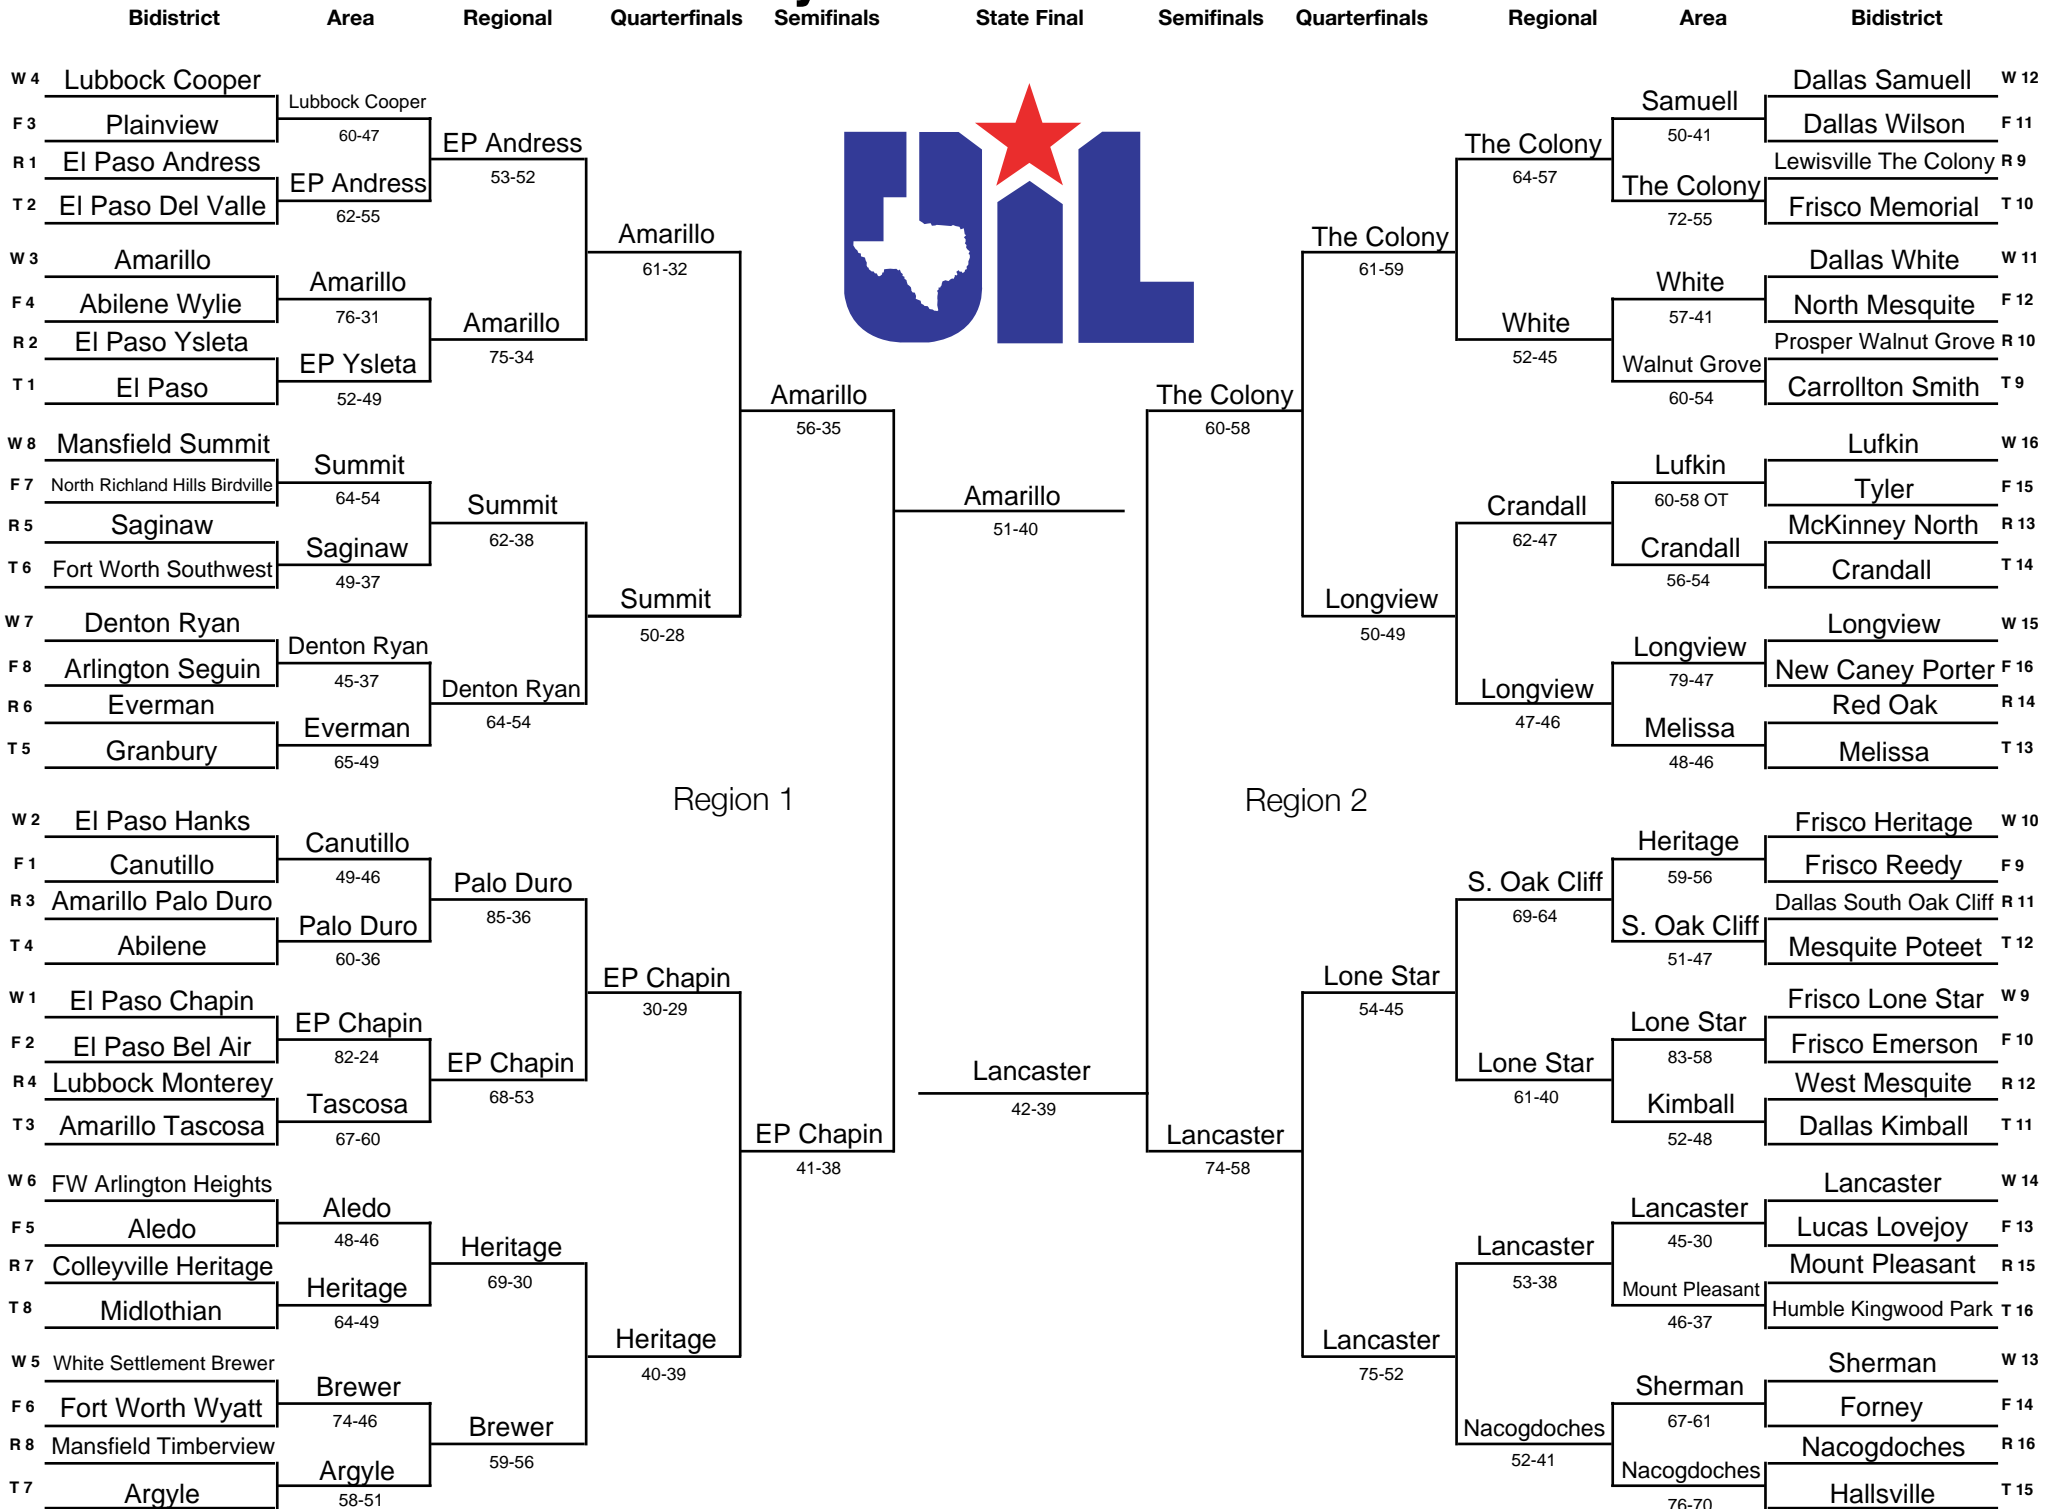 Bidistrict Area Regional Quarterfinals Semifinals State Final Semifinals Quarterfinals Regional Area Bidistrict
W 4 Lubbock Cooper
F 3 Plainview
R 1 El Paso Andress
T 2 El Paso Del Valle
W 3 Amarillo
F 4 Abilene Wylie
R 2 El Paso Ysleta
T 1 El Paso
W 8 Mansfield Summit
F 7 North Richland Hills Birdville
R 5 Saginaw
T 6 Fort Worth Southwest
W 7 Denton Ryan
F 8 Arlington Seguin
R 6 Everman
T 5 Granbury
W 2 El Paso Hanks
F 1 Canutillo
R 3 Amarillo Palo Duro
T 4 Abilene
W 1 El Paso Chapin
F 2 El Paso Bel Air
R 4 Lubbock Monterey
T 3 Amarillo Tascosa
W 6 FW Arlington Heights
F 5 Aledo
R 7 Colleyville Heritage
T 8 Midlothian
W 5 White Settlement Brewer
F 6 Fort Worth Wyatt
R 8 Mansfield Timberview
T 7 Argyle
Lubbock Cooper
60-47
EP Andress
62-55
Amarillo
76-31
EP Ysleta
52-49
Summit
64-54
Saginaw
49-37
Denton Ryan
45-37
Everman
65-49
Canutillo
49-46
Palo Duro
60-36
EP Chapin
82-24
Tascosa
67-60
Aledo
48-46
Heritage
64-49
Brewer
74-46
Argyle
58-51
EP Andress
53-52
Amarillo
75-34
Summit
62-38
Denton Ryan
64-54
Palo Duro
85-36
EP Chapin
68-53
Heritage
69-30
Brewer
59-56
Amarillo
61-32
Summit
50-28
EP Chapin
30-29
Heritage
40-39
Amarillo
56-35
EP Chapin
41-38
Region 1
UiL
Amarillo
51-40
Lancaster
42-39
Region 2
The Colony
60-58
Lancaster
74-58
The Colony
61-59
Longview
50-49
Lone Star
54-45
Lancaster
75-52
The Colony
64-57
White
52-45
Crandall
62-47
Longview
47-46
S. Oak Cliff
69-64
Lone Star
61-40
Lancaster
53-38
Nacogdoches
52-41
Samuell
50-41
The Colony
72-55
White
57-41
Walnut Grove
60-54
Lufkin
60-58 OT
Crandall
56-54
Longview
79-47
Melissa
48-46
Heritage
59-56
S. Oak Cliff
51-47
Lone Star
83-58
Kimball
52-48
Lancaster
45-30
Mount Pleasant
46-37
Sherman
67-61
Nacogdoches
76-70
Dallas Samuell W 12
Dallas Wilson F 11
Lewisville The Colony R 9
Frisco Memorial T 10
Dallas White W 11
North Mesquite F 12
Prosper Walnut Grove R 10
Carrollton Smith T 9
Lufkin W 16
Tyler F 15
McKinney North R 13
Crandall T 14
Longview W 15
New Caney Porter F 16
Red Oak R 14
Melissa T 13
Frisco Heritage W 10
Frisco Reedy F 9
Dallas South Oak Cliff R 11
Mesquite Poteet T 12
Frisco Lone Star W 9
Frisco Emerson F 10
West Mesquite R 12
Dallas Kimball T 11
Lancaster W 14
Lucas Lovejoy F 13
Mount Pleasant R 15
Humble Kingwood Park T 16
Sherman W 13
Forney F 14
Nacogdoches R 16
Hallsville T 15